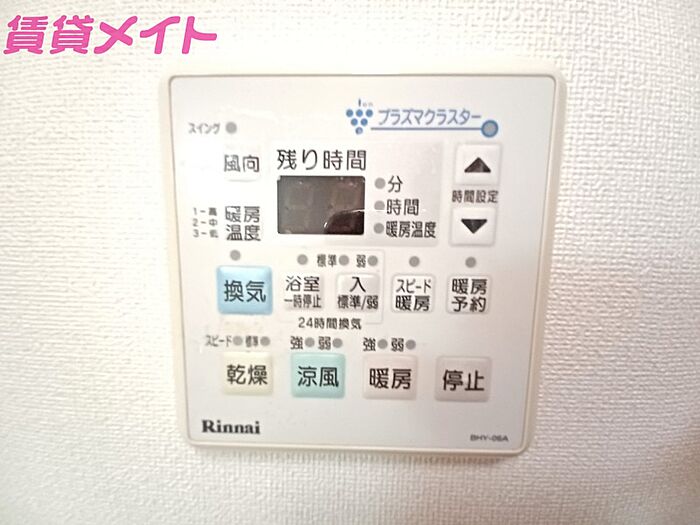 賃貸メイト
ion
プラズマクラスター
スイング
風向
残り時間
分
時間
暖房温度
時間設定
1-高
2-中
3-低
暖房
温度
標準 弱
換気
浴室
一時停止
入
標準/弱
スピード
暖房
暖房
予約
24時間換気
スピード 標準
強 弱
強 弱
乾燥
涼風
暖房
停止
Rinnai
BHY-05A